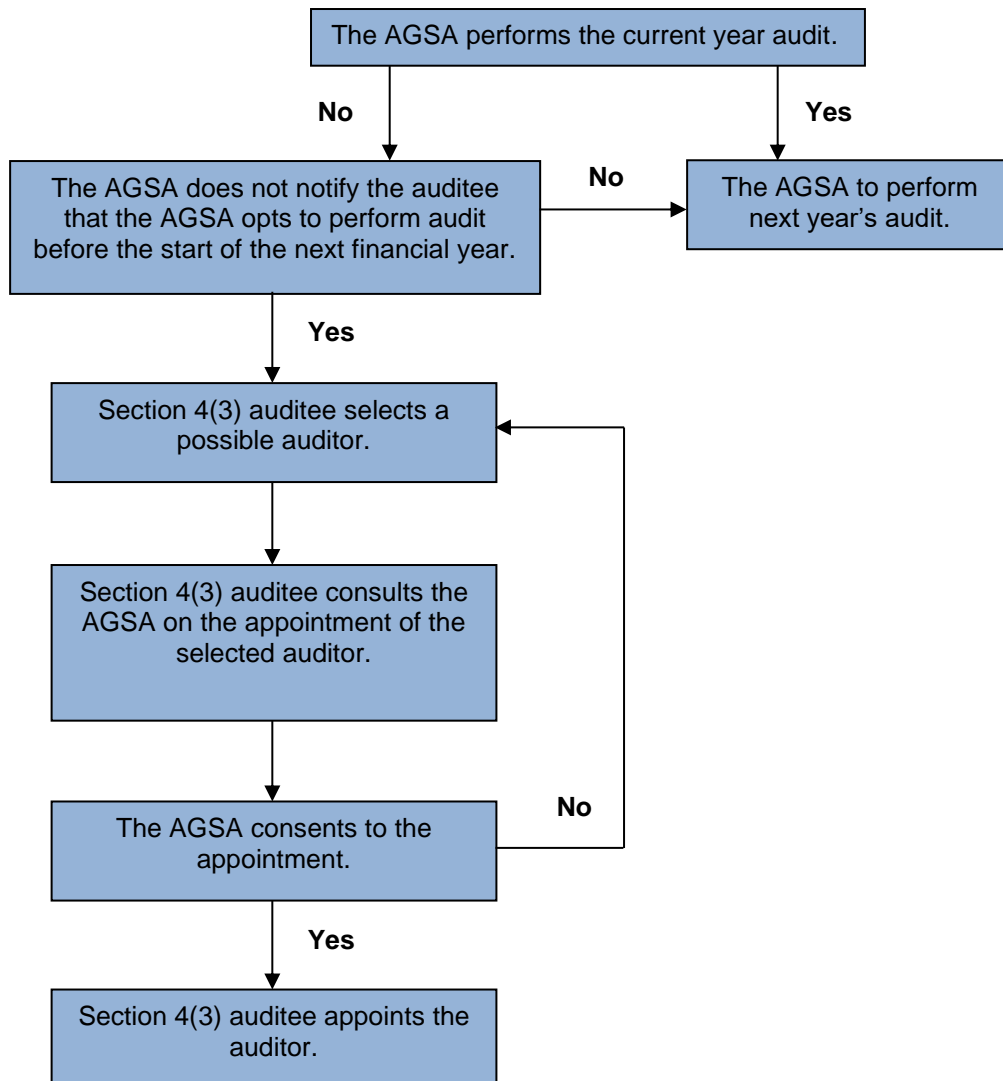 The AGSA performs the current year audit.
No
Yes
The AGSA does not notify the auditee
that the AGSA opts to perform audit
before the start of the next financial year.
No
The AGSA to perform
next year's audit.
Yes
Section 4(3) auditee selects a
possible auditor.
Section 4(3) auditee consults the
AGSA on the appointment of the
selected auditor.
The AGSA consents to the
appointment.
No
Yes
Section 4(3) auditee appoints the
auditor.